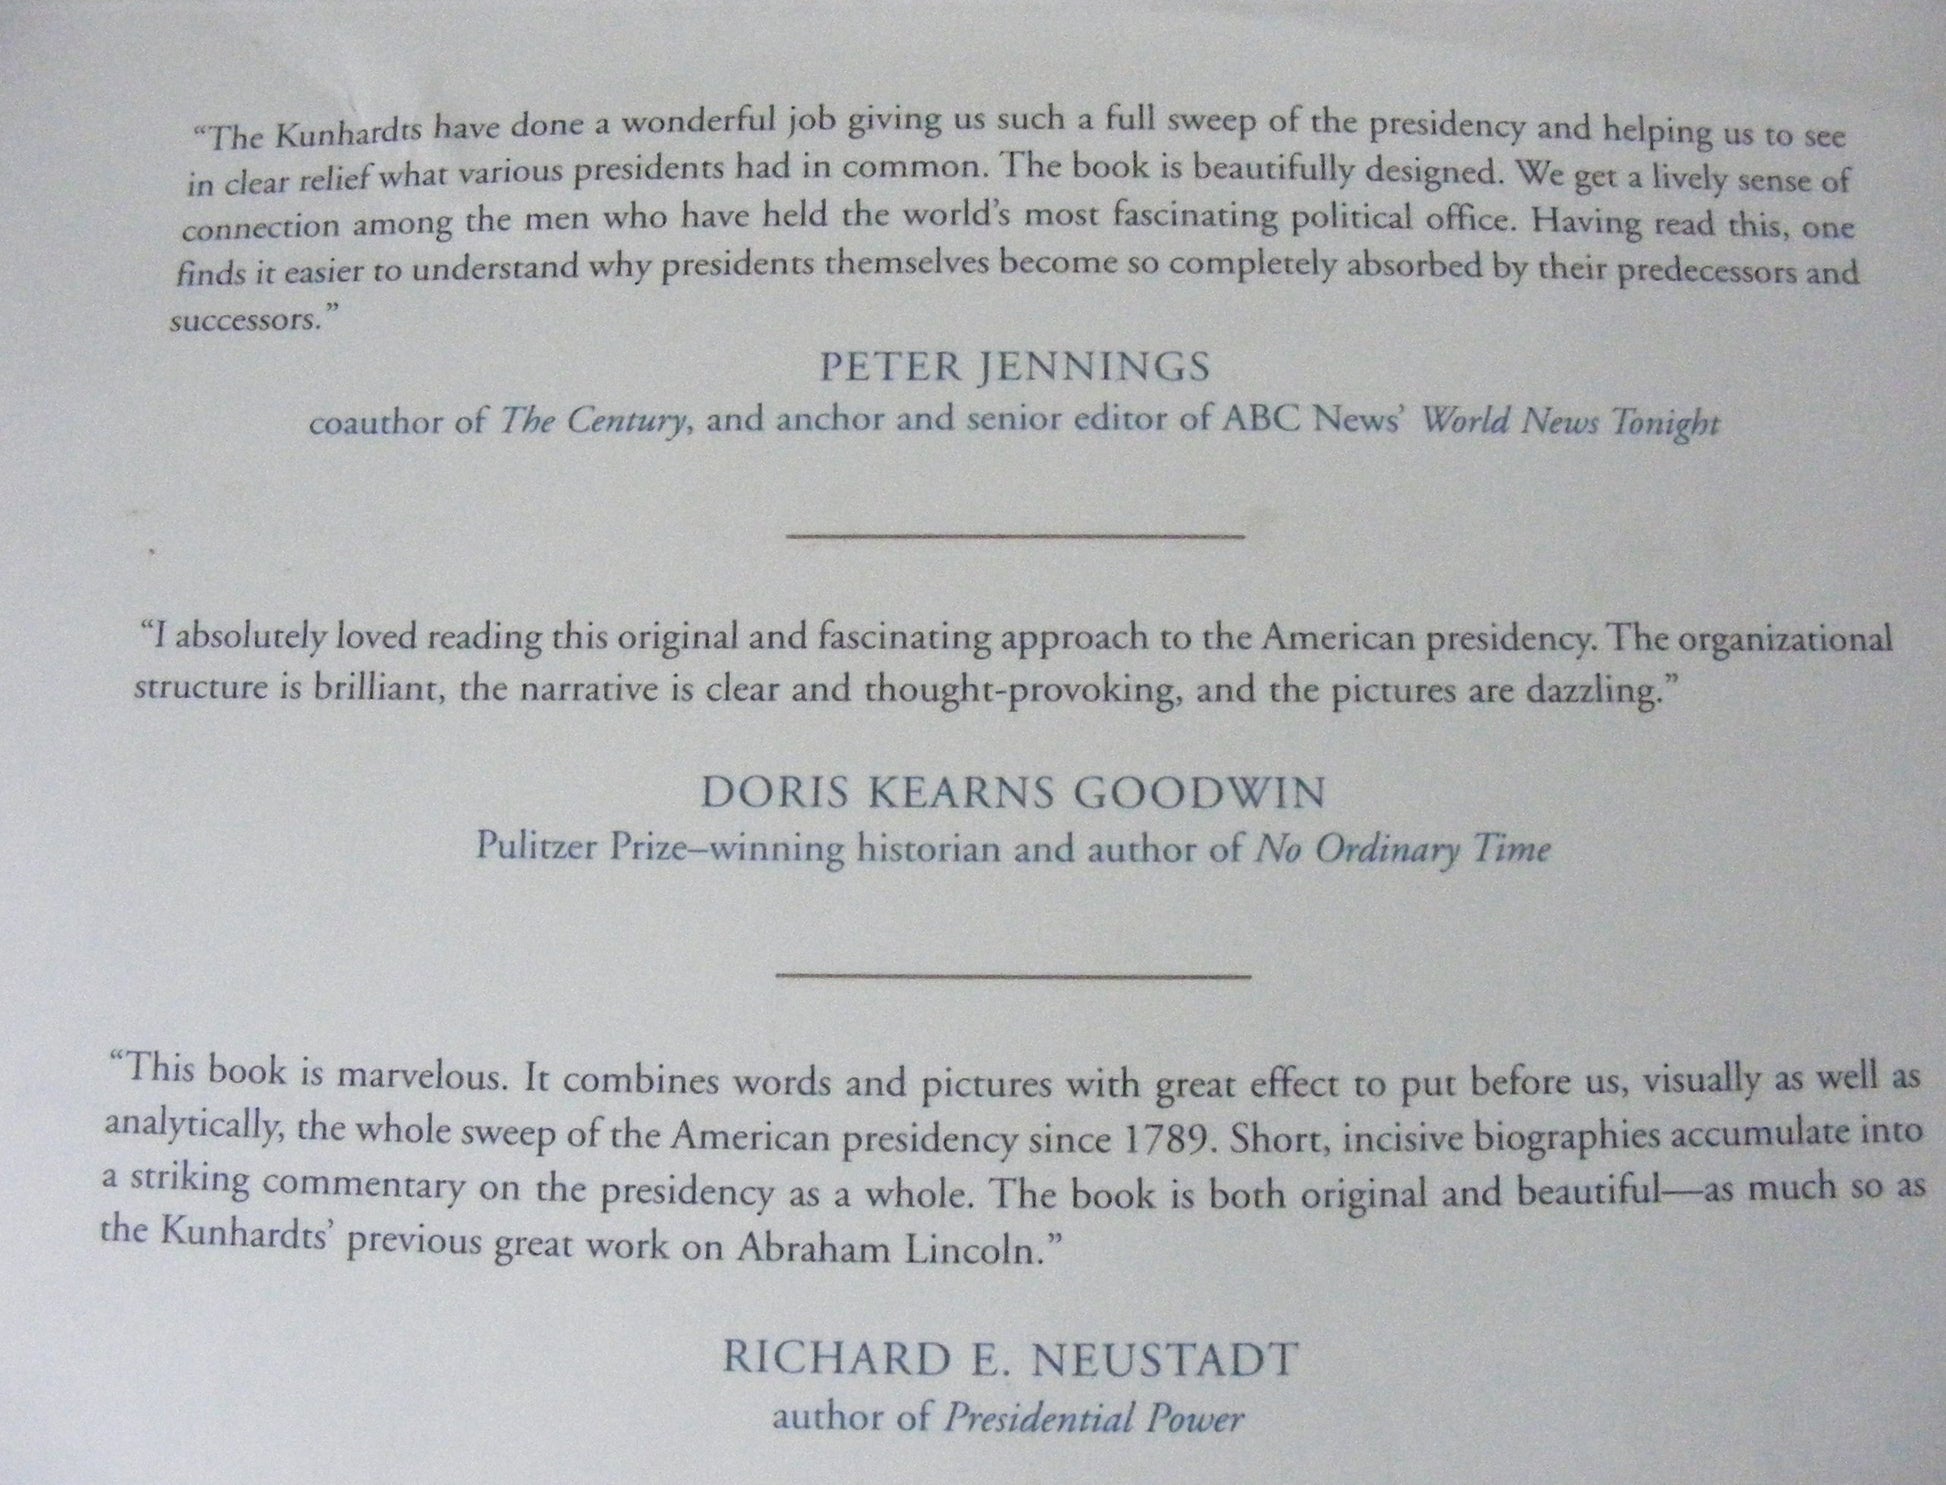 “The Kunhardts have done a wonderful job giving us such a full sweep of the presidency and helping us to see
in clear relief what various presidents had in common. The book is beautifully designed. We get a lively sense of
connection among the men who have held the world’s most fascinating political office. Having read this, one
finds it easier to understand why presidents themselves become so completely absorbed by their predecessors and
successors.”
PETER JENNINGS
coauthor of The Century, and anchor and senior editor of ABC News’ World News Tonight
“I absolutely loved reading this original and fascinating approach to the American presidency. The organizational
structure is brilliant, the narrative is clear and thought-provoking, and the pictures are dazzling.”
DORIS KEARNS GOODWIN
Pulitzer Prize–winning historian and author of No Ordinary Time
“This book is marvelous. It combines words and pictures with great effect to put before us, visually as well as
analytically, the whole sweep of the American presidency since 1789. Short, incisive biographies accumulate into
a striking commentary on the presidency as a whole. The book is both original and beautiful—as much so as
the Kunhardts’ previous great work on Abraham Lincoln.”
RICHARD E. NEUSTADT
author of Presidential Power